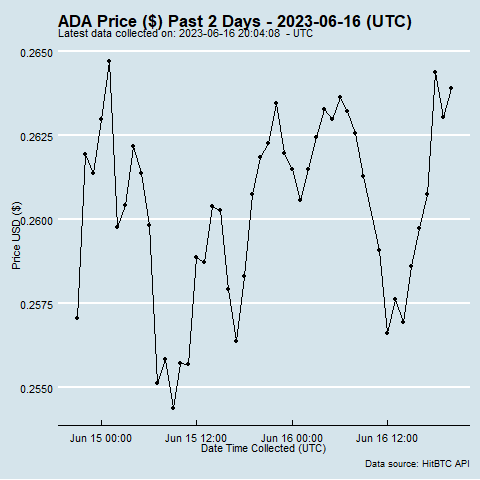 ADA Price ($) Past 2 Days - 2023-06-16 (UTC)
Latest data collected on: 2023-06-16 20:04:08  - UTC
0.2650
0.2625
0.2600
0.2575
0.2550
Price USD ($)
Jun 15 00:00 Jun 15 12:00 Jun 16 00:00 Jun 16 12:00
Date Time Collected (UTC)
Data source: HitBTC API